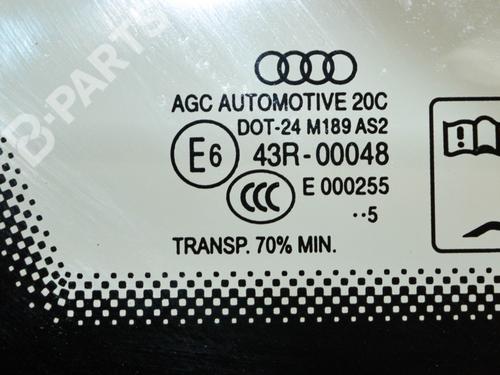 B-PARTS
AGC AUTOMOTIVE 20C
DOT-24 M189 AS2
E6 43R-00048
CCC E 000255
··5
TRANSP. 70% MIN.